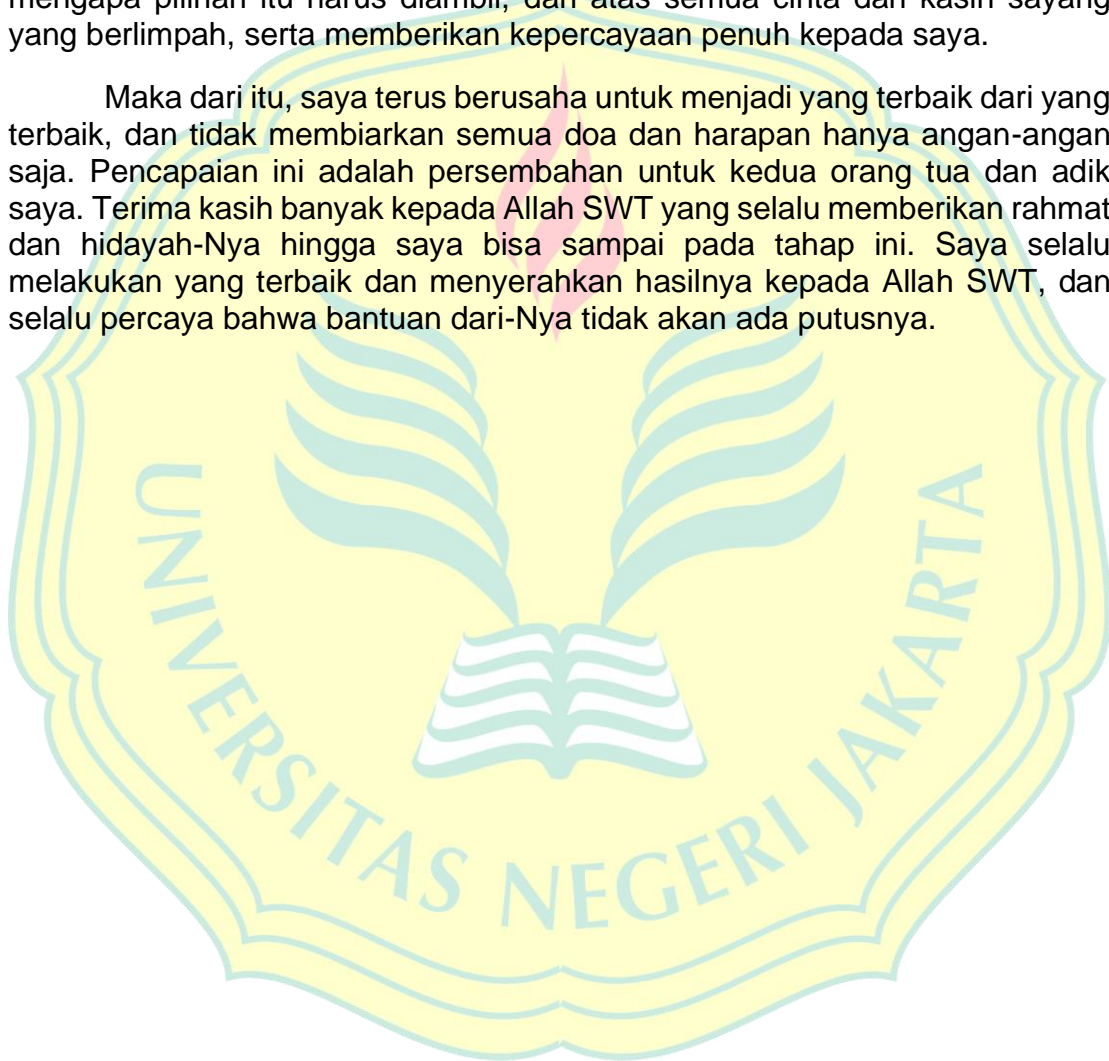 mengapa pilihan itu harus diambil, dan atas semua cinta dan kasih sayang
yang berlimpah, serta memberikan kepercayaan penuh kepada saya.
Maka dari itu, saya terus berusaha untuk menjadi yang terbaik dari yang
terbaik, dan tidak membiarkan semua doa dan harapan hanya angan-angan
saja. Pencapaian ini adalah persembahan untuk kedua orang tua dan adik
saya. Terima kasih banyak kepada Allah SWT yang selalu memberikan rahmat
dan hidayah-Nya hingga saya bisa sampai pada tahap ini. Saya selalu
melakukan yang terbaik dan menyerahkan hasilnya kepada Allah SWT, dan
selalu percaya bahwa bantuan dari-Nya tidak akan ada putusnya.
UNIVERSITAS NEGERI JAKARTA